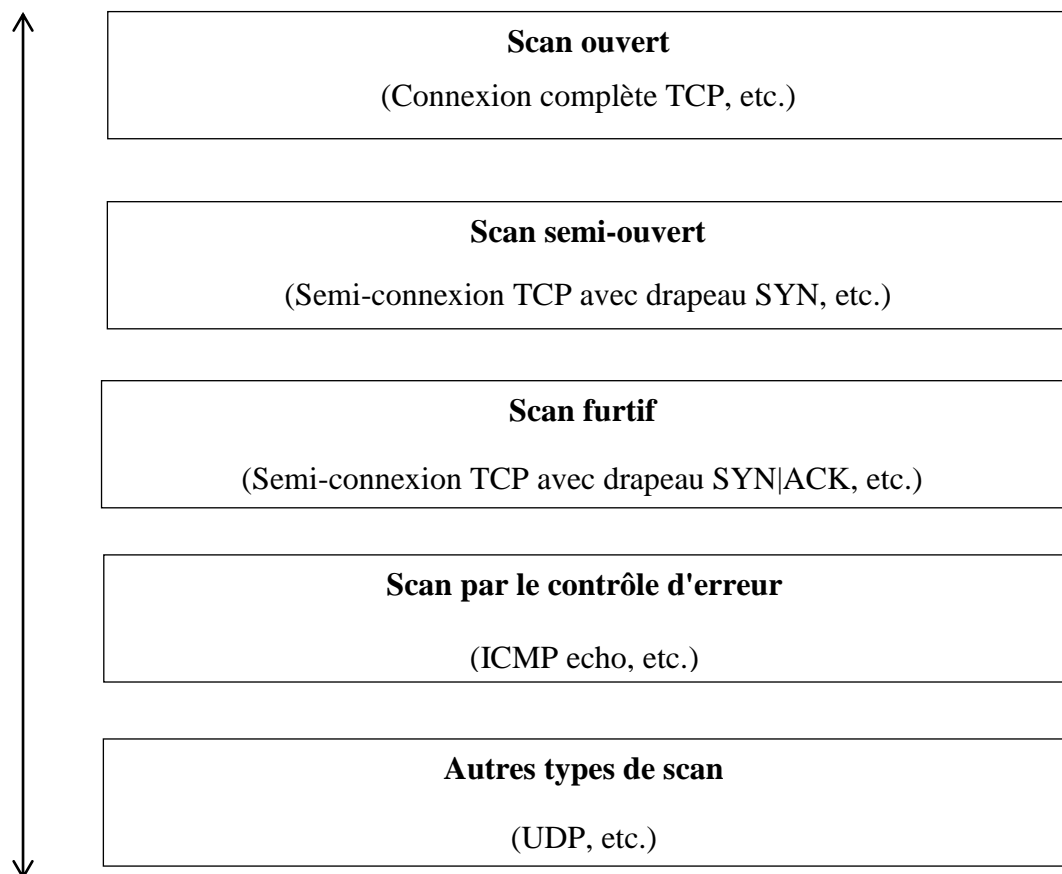 Scan ouvert
(Connexion complète TCP, etc.)
Scan semi-ouvert
(Semi-connexion TCP avec drapeau SYN, etc.)
Scan furtif
(Semi-connexion TCP avec drapeau SYN|ACK, etc.)
Scan par le contrôle d'erreur
(ICMP echo, etc.)
Autres types de scan
(UDP, etc.)